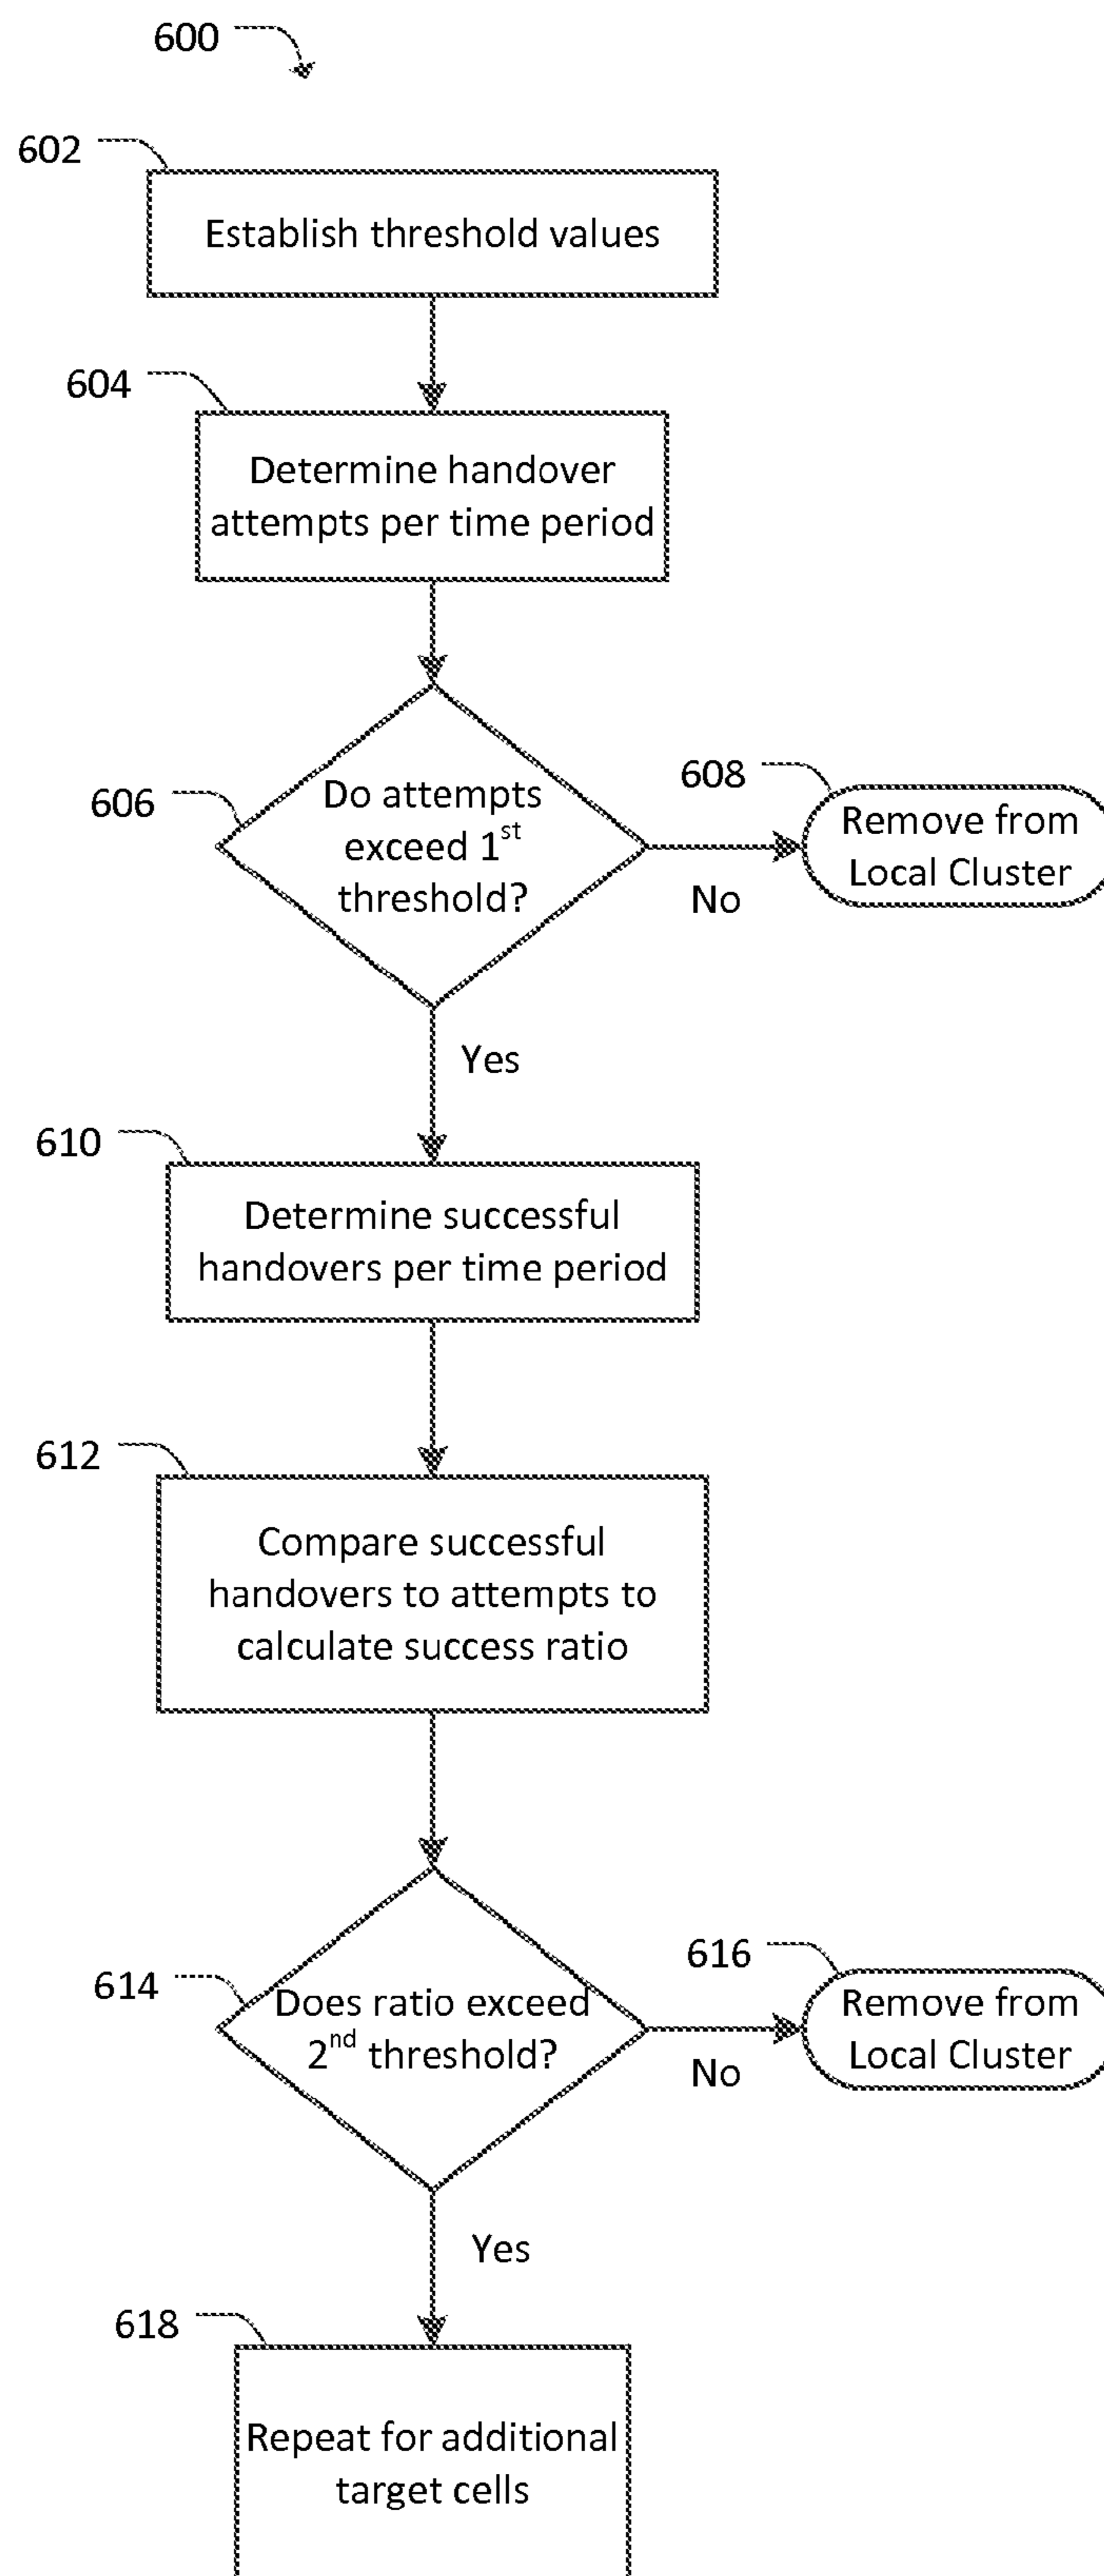 600
602
Establish threshold values
604
Determine handover
attempts per time period
606
Do attempts
exceed 1st
threshold?
608
Remove from
Local Cluster
No
Yes
610
Determine successful
handovers per time period
612
Compare successful
handovers to attempts to
calculate success ratio
614
Does ratio exceed
2nd threshold?
616
Remove from
Local Cluster
No
Yes
618
Repeat for additional
target cells